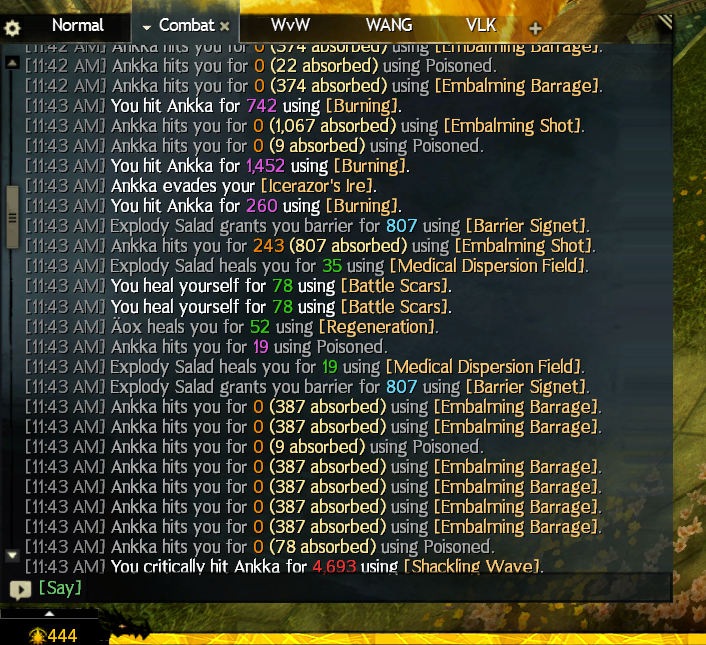 Normal
Combat
WvW
WANG
VLK
[11:42 AM] Ankka hits you for 0 (374 absorbed) using [Embalming Barrage].
[11:42 AM] Ankka hits you for 0 (22 absorbed) using Poisoned.
[11:42 AM] Ankka hits you for 0 (374 absorbed) using [Embalming Barrage].
[11:43 AM] You hit Ankka for 742 using [Burning].
[11:43 AM] Ankka hits you for 0 (1,067 absorbed) using [Embalming Shot].
[11:43 AM] Ankka hits you for 0 (9 absorbed) using Poisoned.
[11:43 AM] You hit Ankka for 1,452 using [Burning].
[11:43 AM] Ankka evades your [Icerazor's Ire].
[11:43 AM] You hit Ankka for 260 using [Burning].
[11:43 AM] Explody Salad grants you barrier for 807 using [Barrier Signet].
[11:43 AM] Ankka hits you for 243 (807 absorbed) using [Embalming Shot].
[11:43 AM] Explody Salad heals you for 35 using [Medical Dispersion Field].
[11:43 AM] You heal yourself for 78 using [Battle Scars].
[11:43 AM] You heal yourself for 78 using [Battle Scars].
[11:43 AM] Äox heals you for 52 using [Regeneration].
[11:43 AM] Ankka hits you for 19 using Poisoned.
[11:43 AM] Explody Salad heals you for 19 using [Medical Dispersion Field].
[11:43 AM] Explody Salad grants you barrier for 807 using [Barrier Signet].
[11:43 AM] Ankka hits you for 0 (387 absorbed) using [Embalming Barrage].
[11:43 AM] Ankka hits you for 0 (387 absorbed) using [Embalming Barrage].
[11:43 AM] Ankka hits you for 0 (9 absorbed) using Poisoned.
[11:43 AM] Ankka hits you for 0 (387 absorbed) using [Embalming Barrage].
[11:43 AM] Ankka hits you for 0 (387 absorbed) using [Embalming Barrage].
[11:43 AM] Ankka hits you for 0 (387 absorbed) using [Embalming Barrage].
[11:43 AM] Ankka hits you for 0 (387 absorbed) using [Embalming Barrage].
[11:43 AM] Ankka hits you for 0 (78 absorbed) using Poisoned.
[11:43 AM] You critically hit Ankka for 4,693 using [Shackling Wave].
[Say]
444